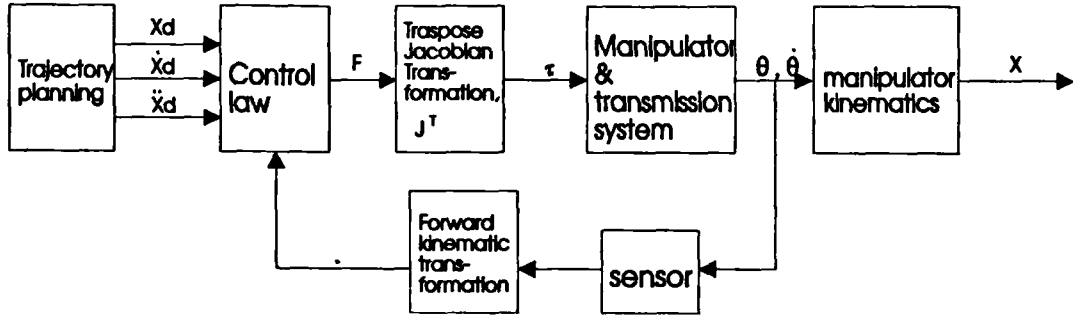 Trajectory
planning
Xd
Ẋd
Ẍd
Control
law
F
Traspose
Jacobian
Trans-
formation,
J^T
τ
Manipulator
&
transmission
system
θ, θ̇
manipulator
kinematics
X
Forward
kinematic
trans-
formation
sensor